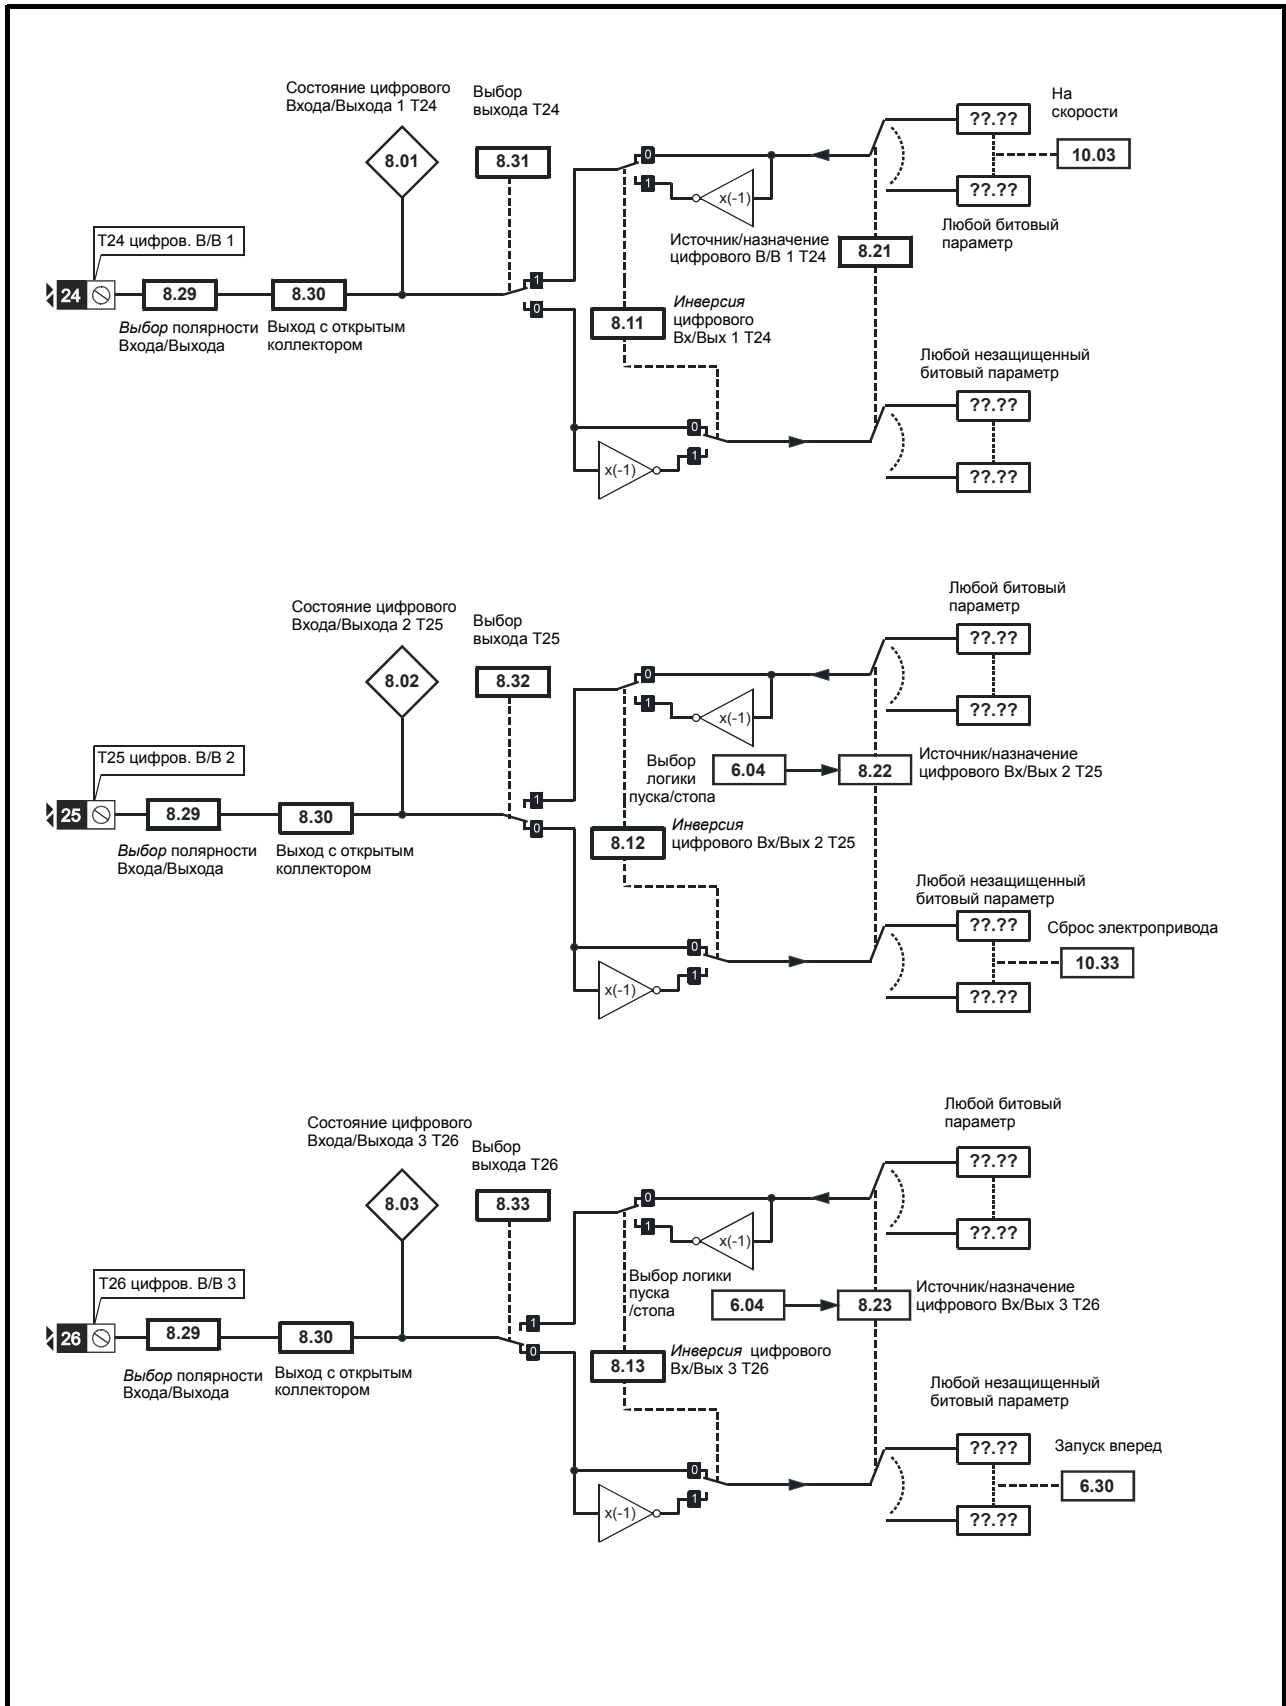 Состояние цифрового
Входа/Выхода 1 T24
Выбор
выхода T24
На
скорости
8.01
8.31
0
1
x(-1)
??.??
10.03
??.??
Любой битовый
параметр
T24 цифров. В/В 1
Источник/назначение
цифрового В/В 1 T24
8.21
24
8.29
8.30
1
0
Выбор полярности
Входа/Выхода
Выход с открытым
коллектором
8.11
Инверсия
цифрового
Вх/Вых 1 T24
Любой незащищенный
битовый параметр
??.??
0
1
x(-1)
??.??
Состояние цифрового
Входа/Выхода 2 T25
Выбор
выхода T25
Любой битовый
параметр
??.??
8.02
8.32
0
1
x(-1)
??.??
T25 цифров. В/В 2
Выбор
логики
пуска/стопа
6.04
8.22
Источник/назначение
цифрового Вх/Вых 2 T25
25
8.29
8.30
1
0
Выбор полярности
Входа/Выхода
Выход с открытым
коллектором
8.12
Инверсия
цифрового Вх/Вых 2 T25
Любой незащищенный
битовый параметр
??.??
Сброс электропривода
10.33
0
1
x(-1)
??.??
Состояние цифрового
Входа/Выхода 3 T26
Выбор
выхода T26
Любой битовый
параметр
??.??
8.03
8.33
0
1
x(-1)
??.??
T26 цифров. В/В 3
Выбор логики
пуска
/стопа
6.04
8.23
Источник/назначение
цифрового Вх/Вых 3 T26
26
8.29
8.30
1
0
Выбор полярности
Входа/Выхода
Выход с открытым
коллектором
8.13
Инверсия цифрового
Вх/Вых 3 T26
Любой незащищенный
битовый параметр
??.??
Запуск вперед
6.30
0
1
x(-1)
??.??